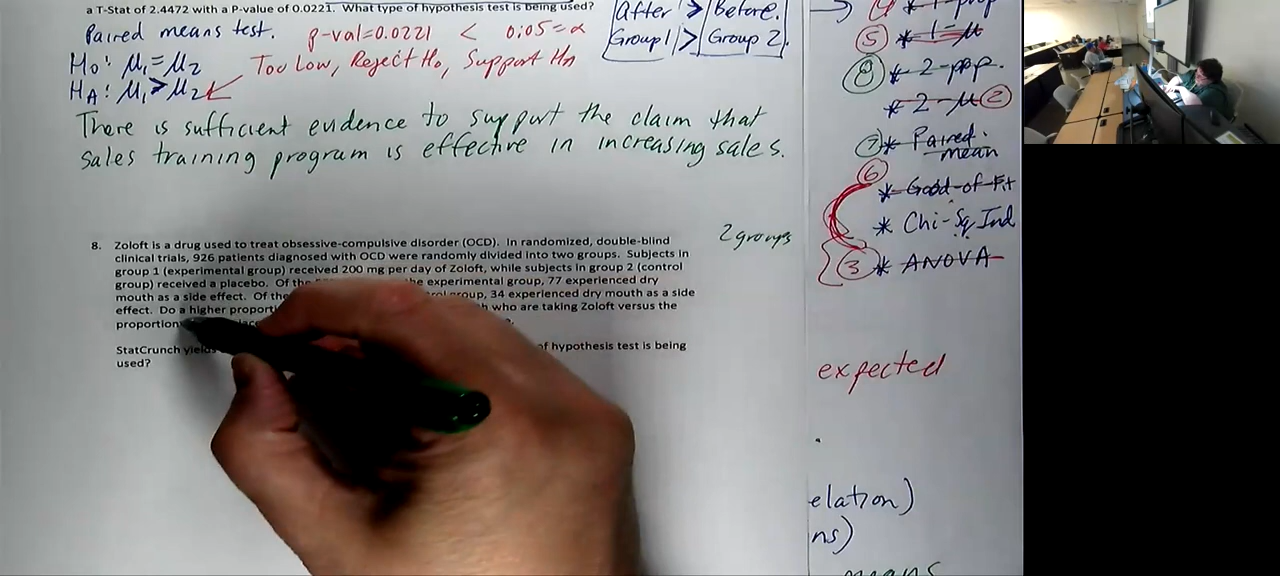 a T-Stat of 2.4472 with a P-value of 0.0221. What type of hypothesis test is being used?
Paired means test. p-val=0.0221 < 0.05=α
H0: μ1=μ2 Too Low, Reject H0, Support HA
HA: μ1>μ2
After > Before.
Group 1 > Group 2.
There is sufficient evidence to support the claim that
sales training program is effective in increasing sales.
2 groups
8. Zoloft is a drug used to treat obsessive-compulsive disorder (OCD). In randomized, double-blind
clinical trials, 926 patients diagnosed with OCD were randomly divided into two groups. Subjects in
group 1 (experimental group) received 200 mg per day of Zoloft, while subjects in group 2 (control
group) received a placebo. Of the experimental group, 77 experienced dry
mouth as a side effect. Of the group, 34 experienced dry mouth as a side
effect. Do a higher who are taking Zoloft versus the
proportion
StatCrunch yields of hypothesis test is being
used?
5 * 1-μ
8 * 2-prop.
* 2-μ 2
7 * Paired
mean
6
* Good-of-Fit
* Chi-Sq Ind
3 * ANOVA
expected
elation)
ns)
means